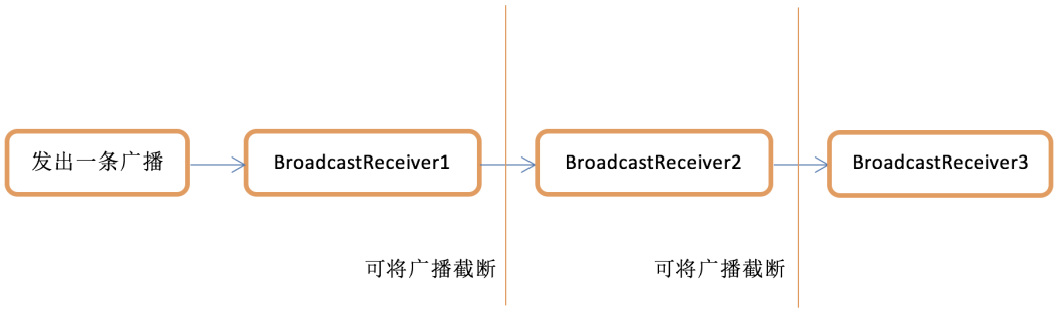 发出一条广播
BroadcastReceiver1
BroadcastReceiver2
BroadcastReceiver3
可将广播截断
可将广播截断